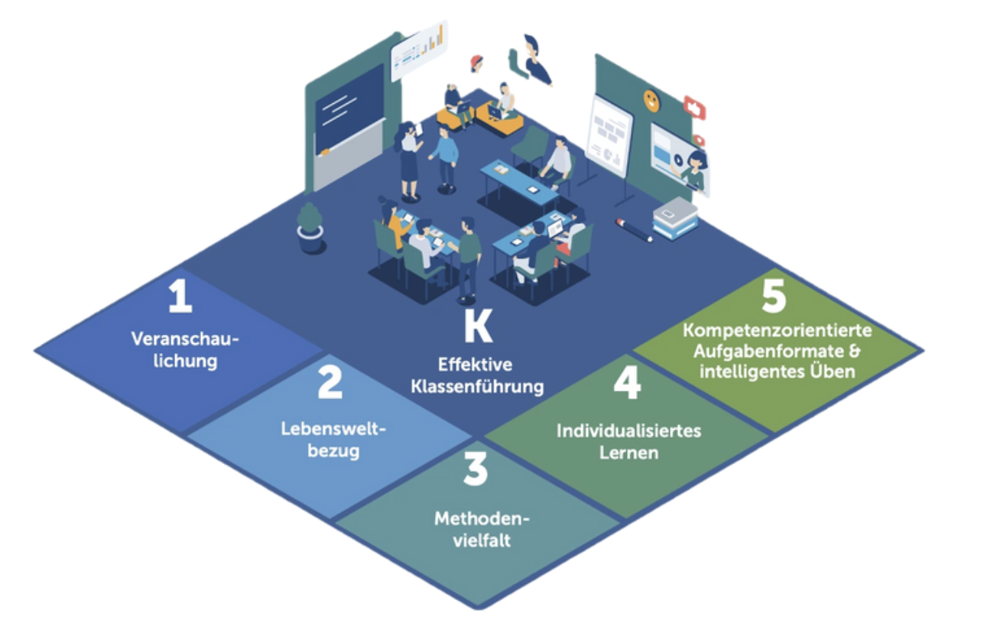 1
Veranschau-
lichung
2
Lebenswelt-
bezug
K
Effektive
Klassenführung
3
Methoden-
vielfalt
4
Individualisiertes
Lernen
5
Kompetenzorientierte
Aufgabenformate &
intelligentes Üben